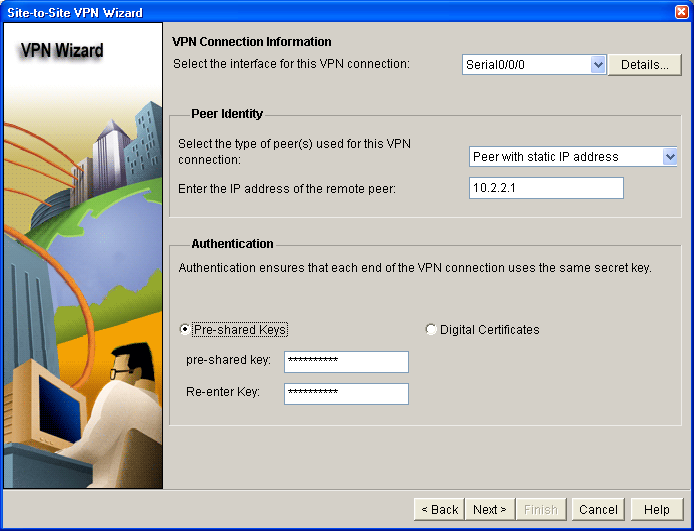 Site-to-Site VPN Wizard
VPN Wizard
VPN Connection Information
Select the interface for this VPN connection:
Serial0/0/0
Details...
Peer Identity
Select the type of peer(s) used for this VPN
connection:
Peer with static IP address
Enter the IP address of the remote peer:
10.2.2.1
Authentication
Authentication ensures that each end of the VPN connection uses the same secret key.
Pre-shared Keys
Digital Certificates
pre-shared key:
**********
Re-enter Key:
**********
< Back
Next >
Finish
Cancel
Help